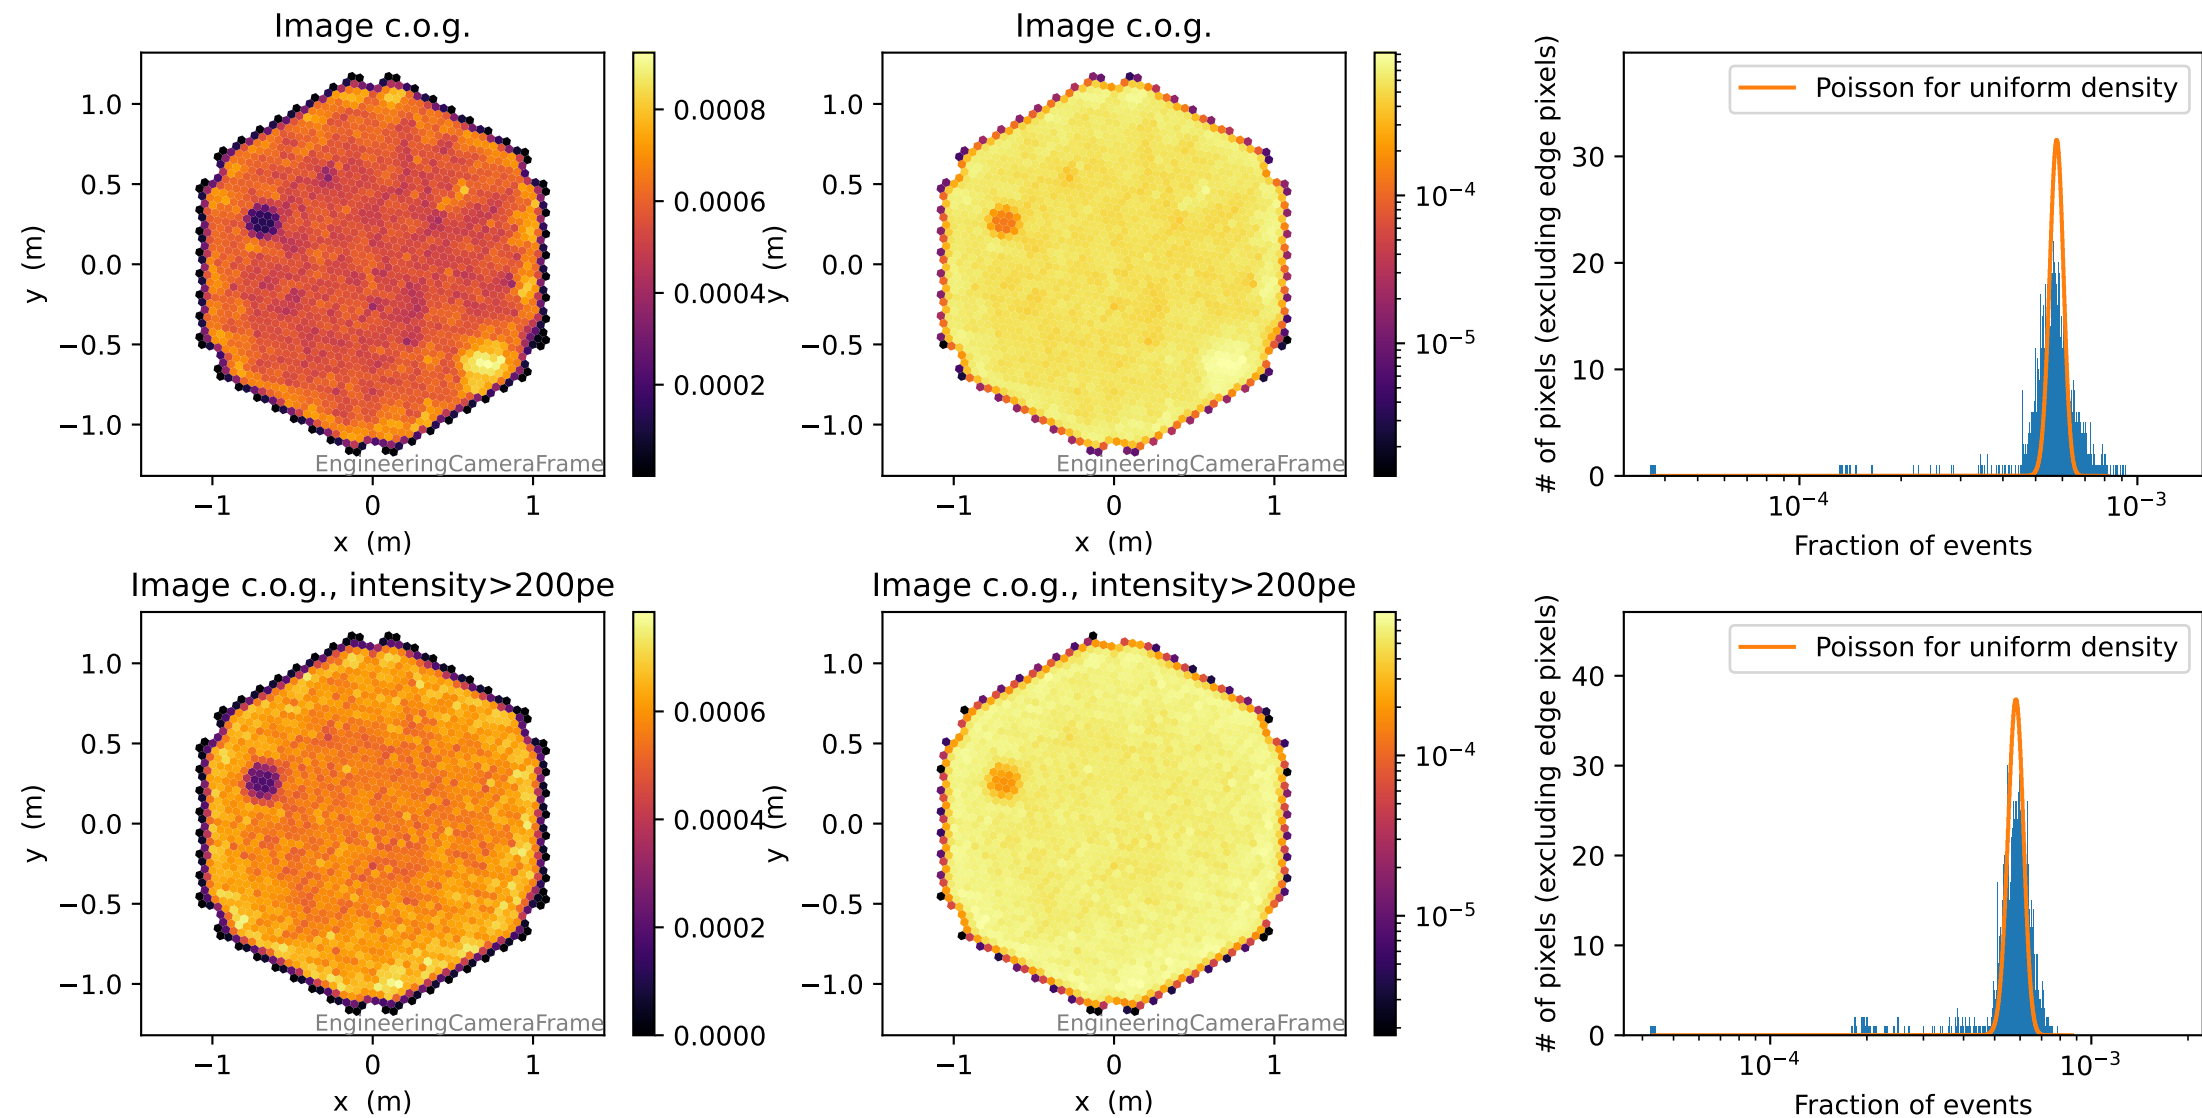 Image c.o.g.
1.0
0.5
0.0
−0.5
−1.0
y (m)
−1
0
1
x (m)
EngineeringCameraFrame
0.0008
0.0006
0.0004
0.0002
Image c.o.g.
1.0
0.5
0.0
−0.5
−1.0
y (m)
−1
0
1
x (m)
EngineeringCameraFrame
10⁻⁴
10⁻⁵
# of pixels (excluding edge pixels)
30
20
10
0
Poisson for uniform density
10⁻⁴
10⁻³
Fraction of events
Image c.o.g., intensity>200pe
1.0
0.5
0.0
−0.5
−1.0
y (m)
−1
0
1
x (m)
EngineeringCameraFrame
0.0006
0.0004
0.0002
0.0000
Image c.o.g., intensity>200pe
1.0
0.5
0.0
−0.5
−1.0
y (m)
−1
0
1
x (m)
EngineeringCameraFrame
10⁻⁴
10⁻⁵
# of pixels (excluding edge pixels)
40
30
20
10
0
Poisson for uniform density
10⁻⁴
10⁻³
Fraction of events